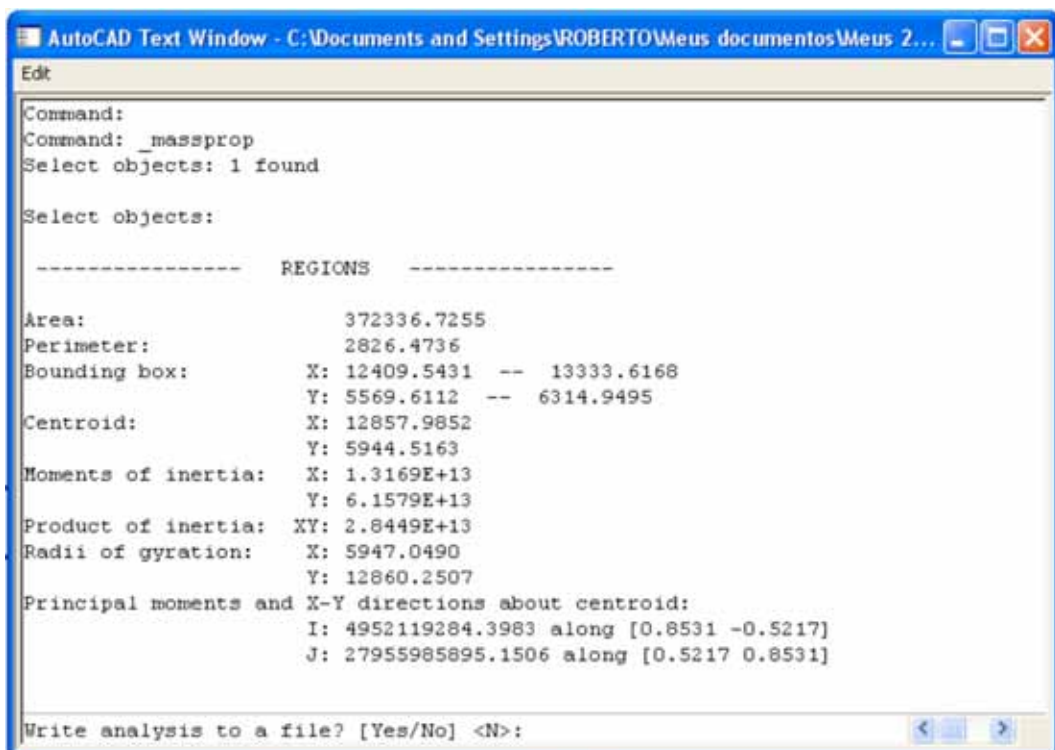 AutoCAD Text Window - C:\Documents and Settings\ROBERTO\Meus documentos\Meus 2...
Edit
Command:
Command: _massprop
Select objects: 1 found
Select objects:
---------------- REGIONS ----------------
Area: 372336.7255
Perimeter: 2826.4736
Bounding box: X: 12409.5431 -- 13333.6168
Y: 5569.6112 -- 6314.9495
Centroid: X: 12857.9852
Y: 5944.5163
Moments of inertia: X: 1.3169E+13
Y: 6.1579E+13
Product of inertia: XY: 2.8449E+13
Radii of gyration: X: 5947.0490
Y: 12860.2507
Principal moments and X-Y directions about centroid:
I: 4952119284.3983 along [0.8531 -0.5217]
J: 27955985895.1506 along [0.5217 0.8531]
Write analysis to a file? [Yes/No] <N>: